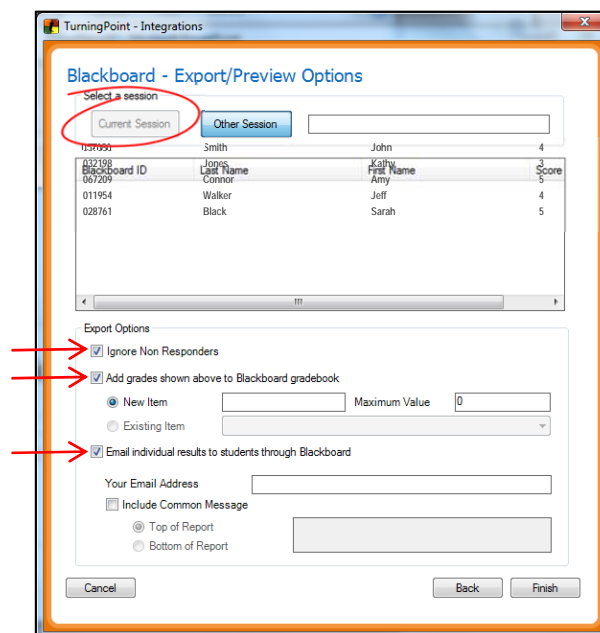 TurningPoint - Integrations
Blackboard - Export/Preview Options
Select a session
Current Session Other Session
037050 Smith John 4
032198 Jones Kathy 3
Blackboard ID Last Name First Name Score
067209 Connor Amy 5
011954 Walker Jeff 4
028761 Black Sarah 5
Export Options
Ignore Non Responders
Add grades shown above to Blackboard gradebook
New Item Maximum Value 0
Existing Item
Email individual results to students through Blackboard
Your Email Address
Include Common Message
Top of Report
Bottom of Report
Cancel Back Finish